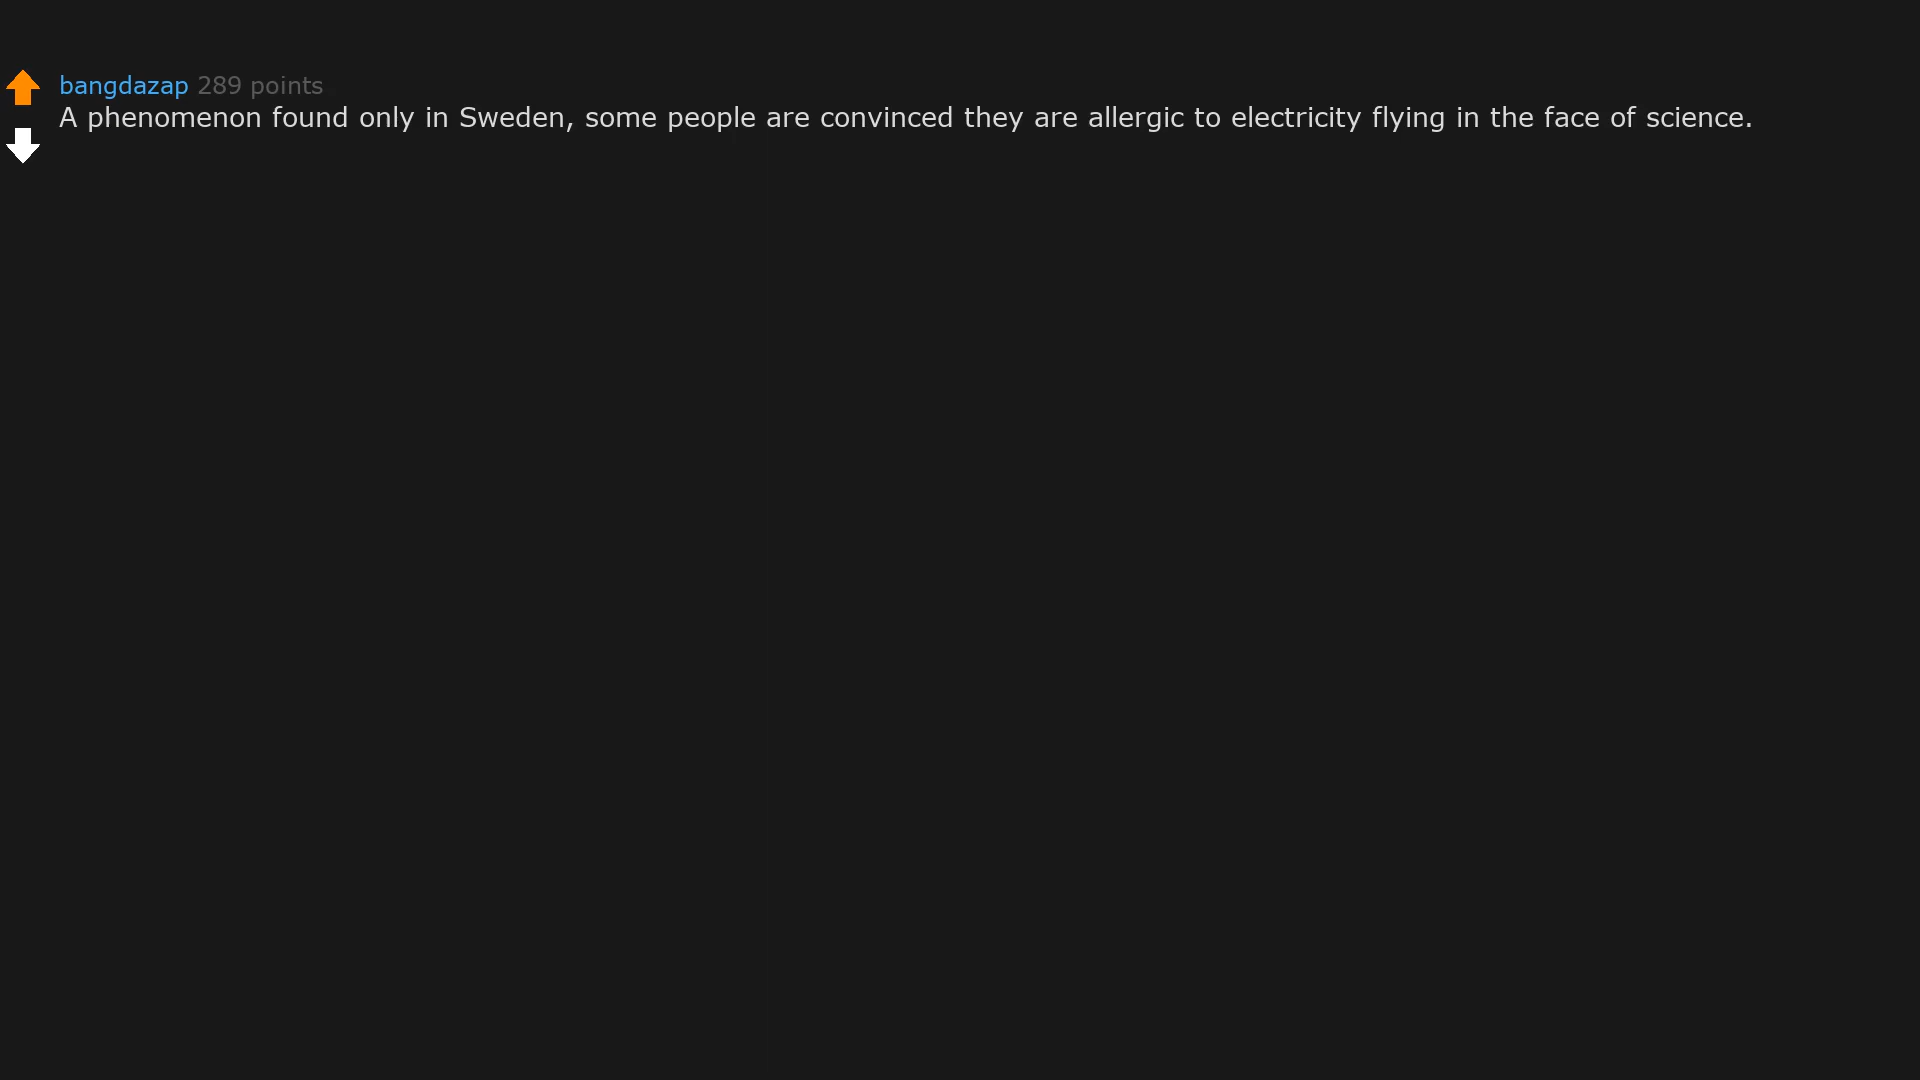 bangdazap 289 points
A phenomenon found only in Sweden, some people are convinced they are allergic to electricity flying in the face of science.